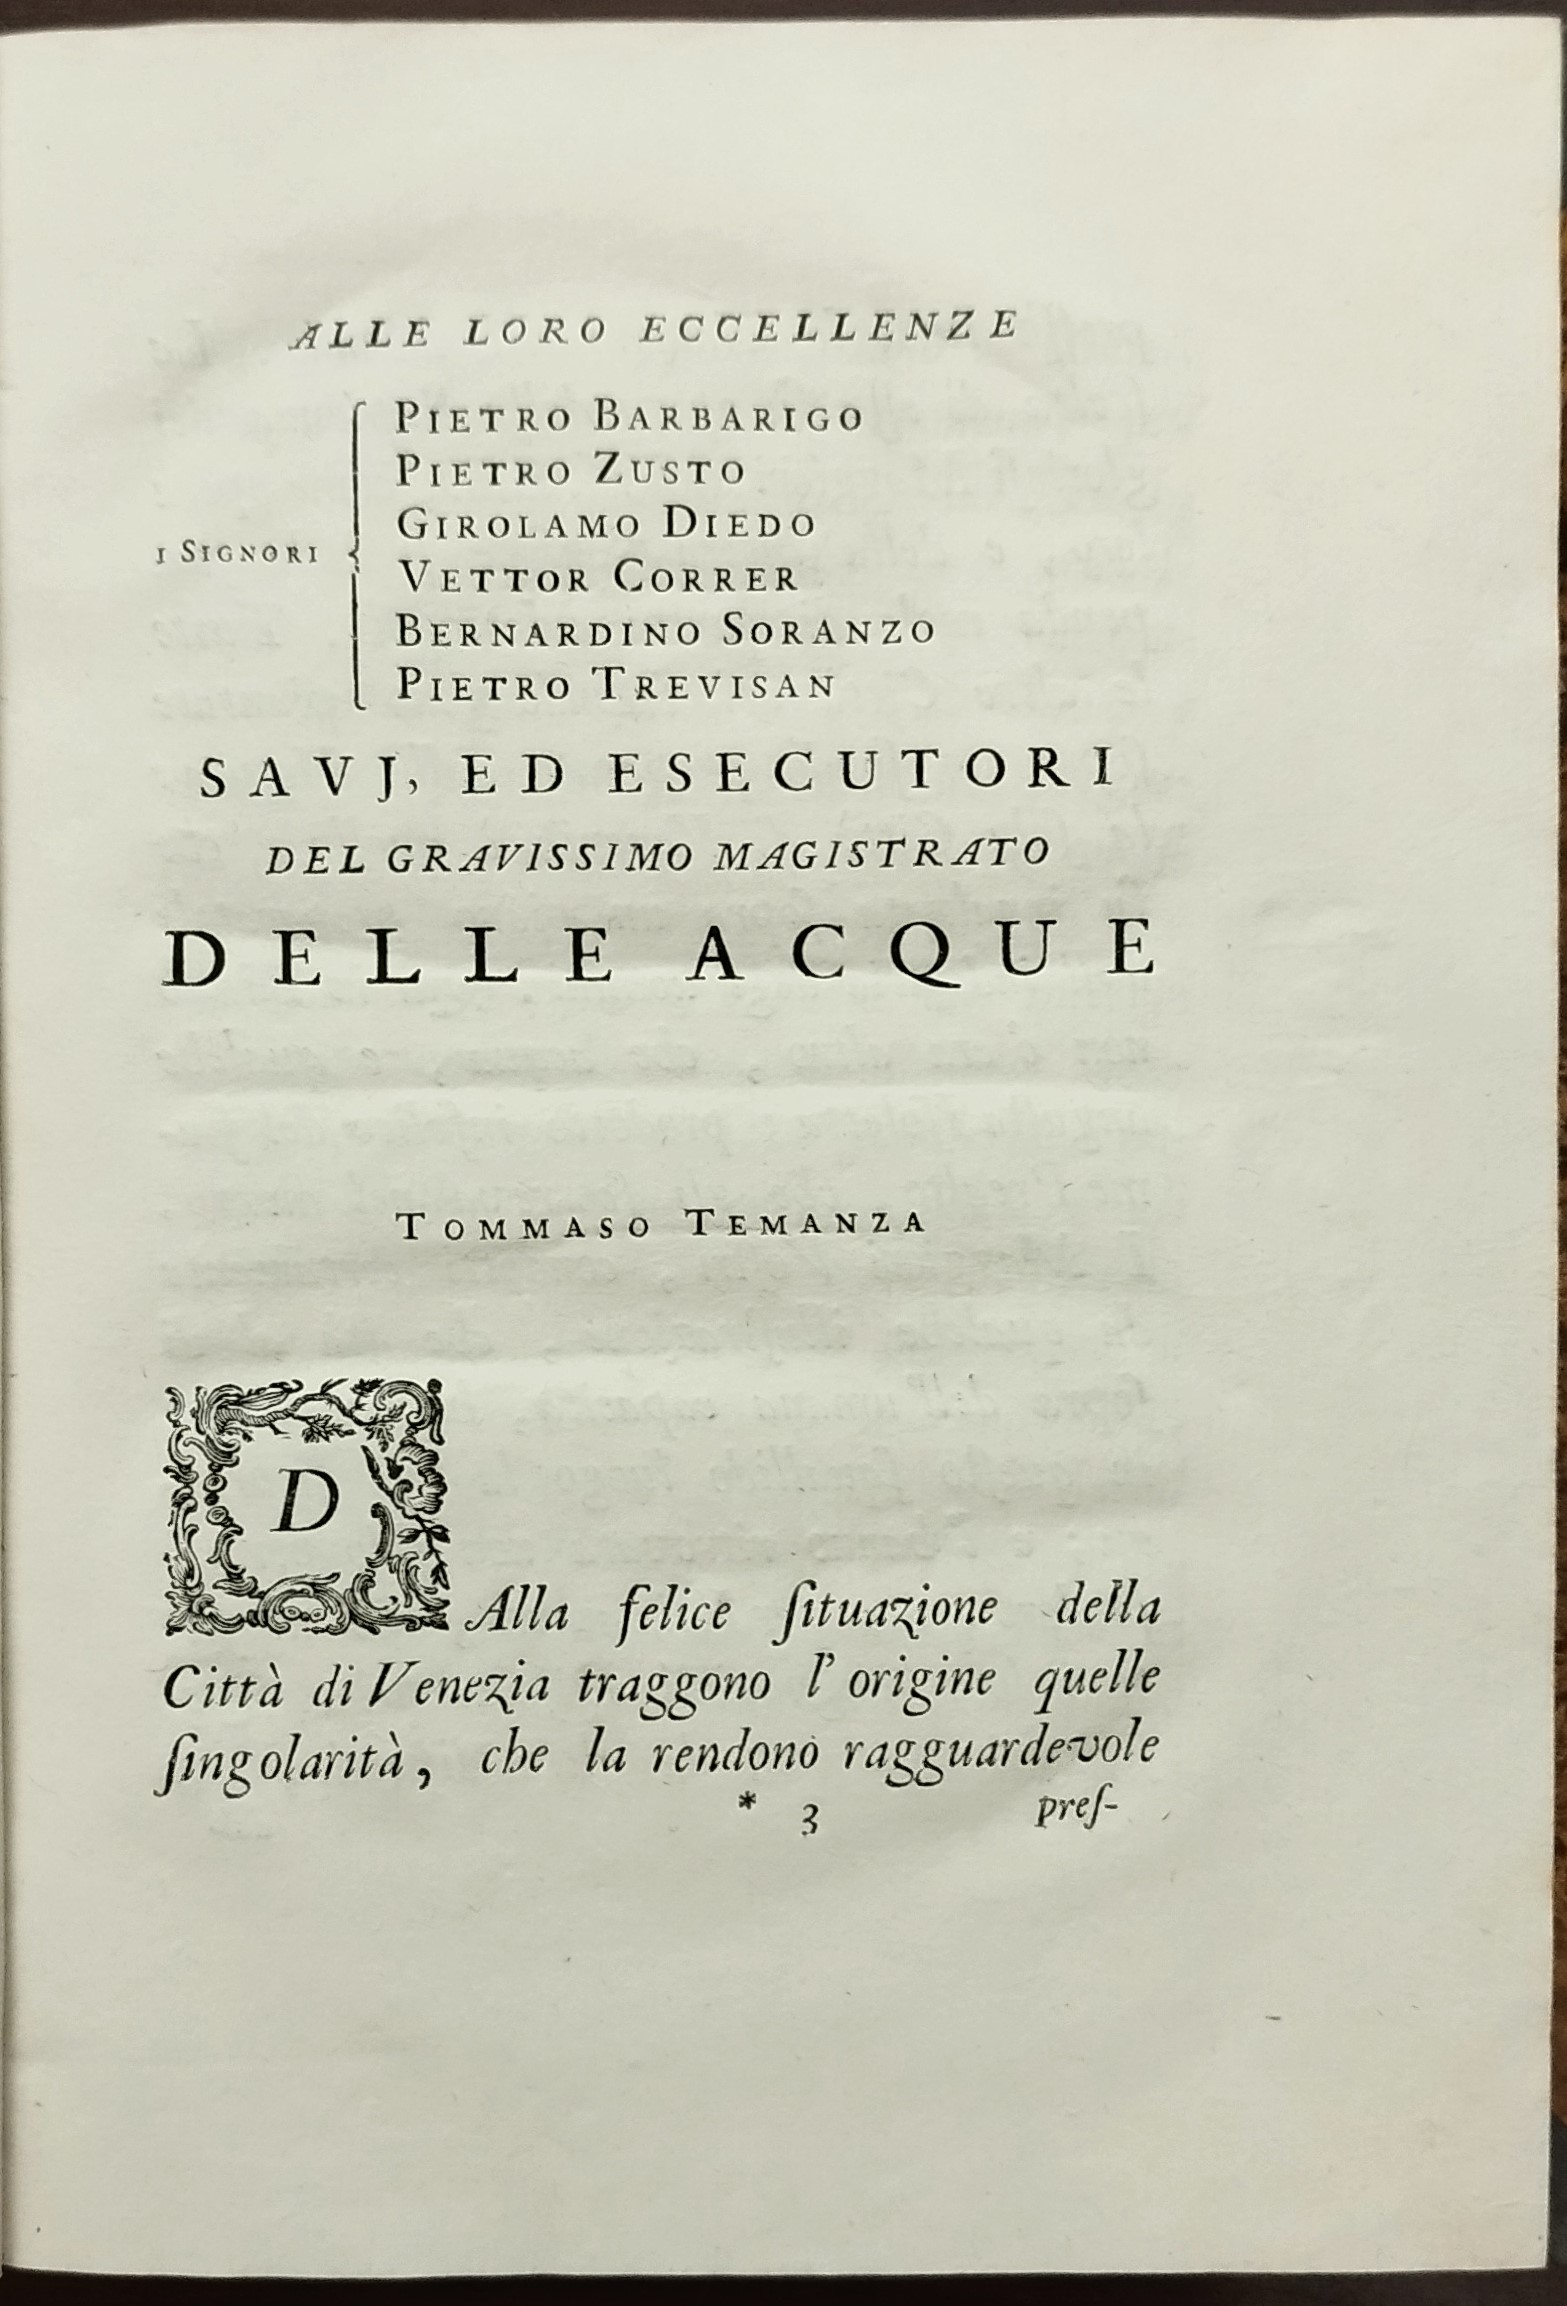 ALLE LORO ECCELLENZE
PIETRO BARBARIGO
PIETRO ZUSTO
GIROLAMO DIEDO
I SIGNORI
VETTOR CORRER
BERNARDINO SORANZO
PIETRO TREVISAN
SAVJ, ED ESECUTORI
DEL GRAVISSIMO MAGISTRATO
DELLE ACQUE
TOMMASO TEMANZA
D
Alla felice ſituazione della
Città di Venezia traggono l' origine quelle
ſingolarità, che la rendono ragguardevole
* 3 preſ-